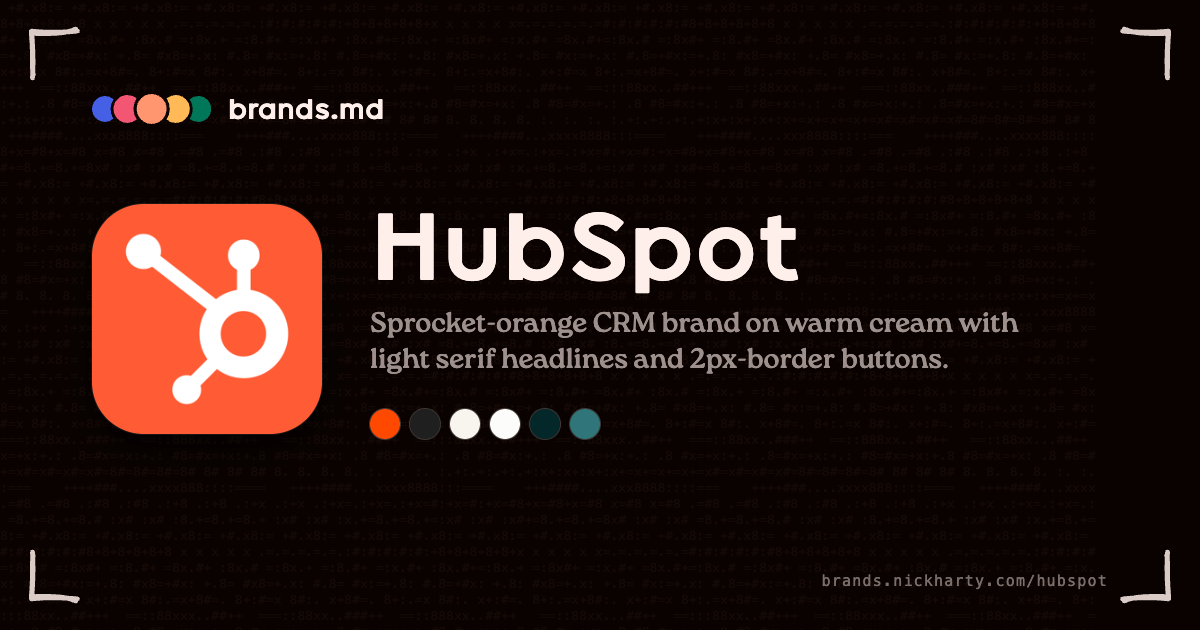 brands.md
HubSpot
Sprocket-orange CRM brand on warm cream with
light serif headlines and 2px-border buttons.
brands.nickharty.com/hubspot